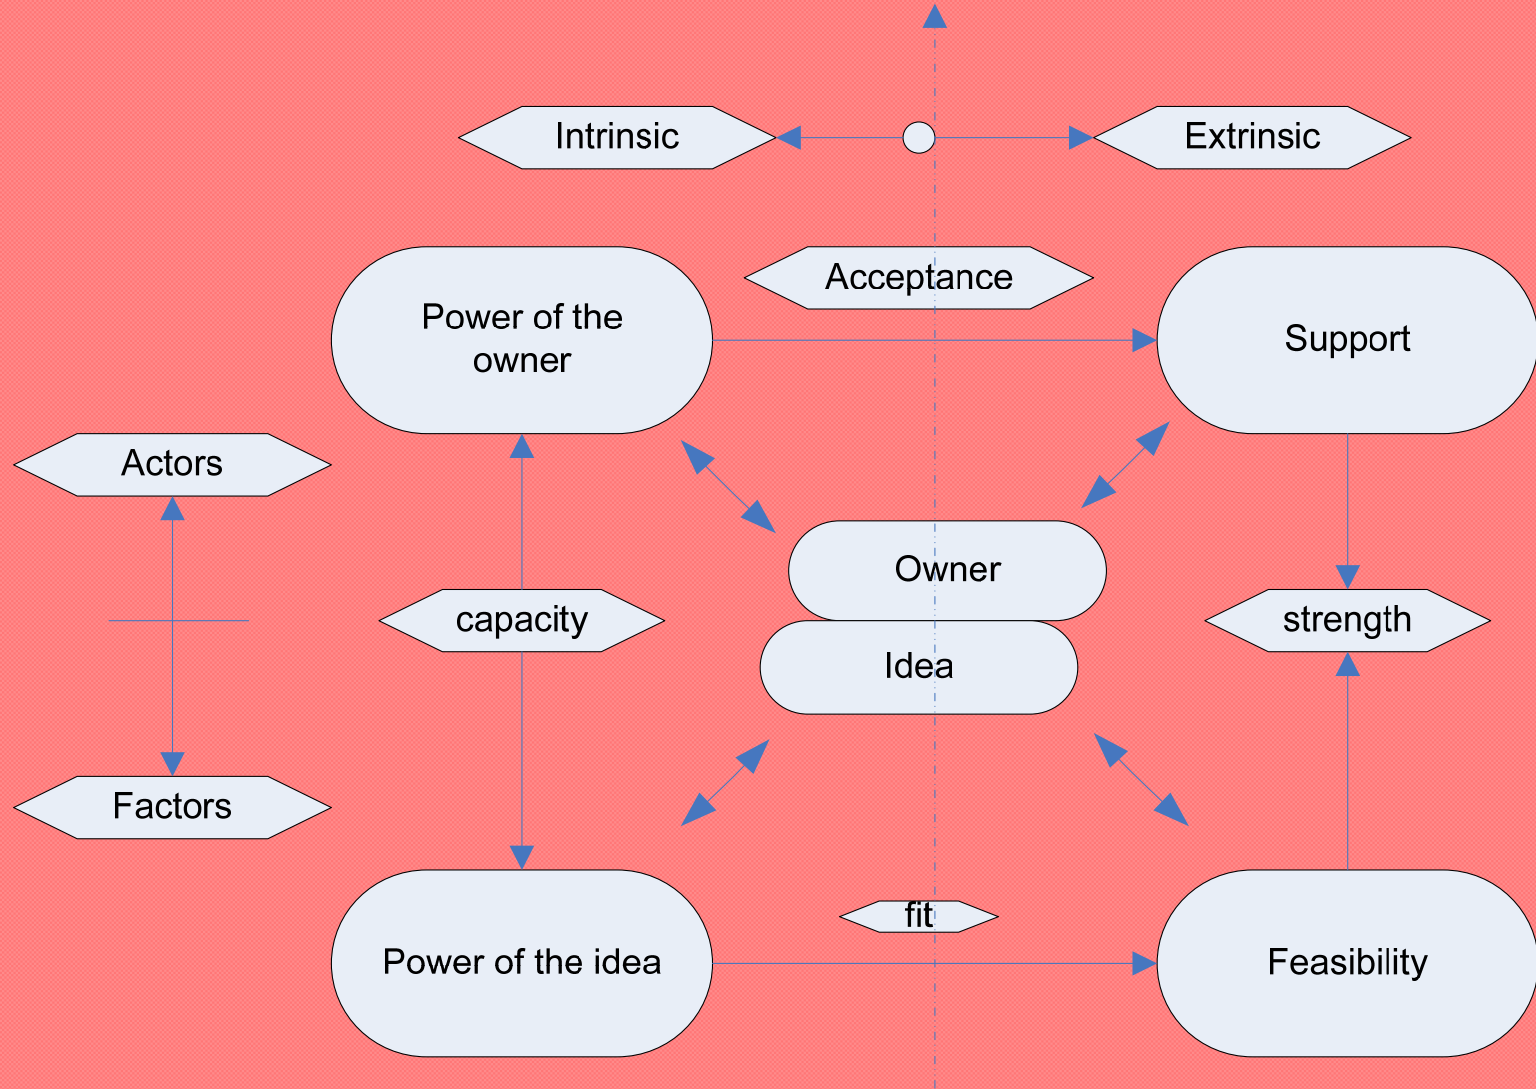 Intrinsic
Extrinsic
Acceptance
Power of the
owner
Support
Actors
Owner
capacity
strength
Idea
Factors
fit
Power of the idea
Feasibility